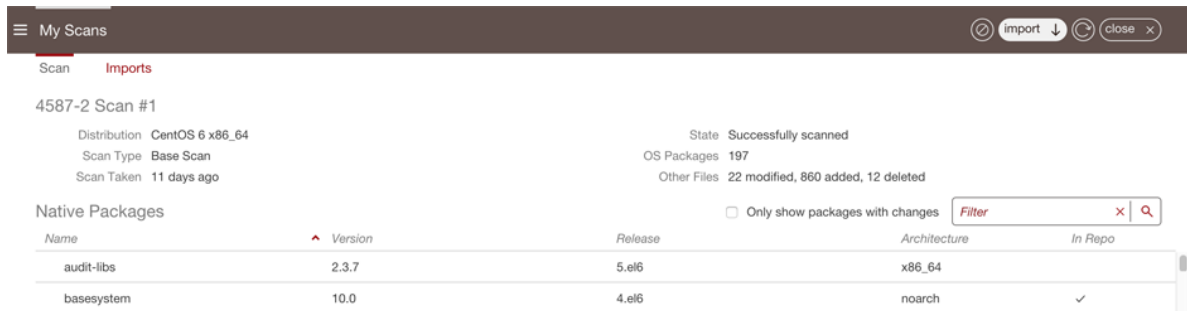 My Scans
import ↓
close ×
Scan Imports
4587-2 Scan #1
Distribution CentOS 6 x86_64 State Successfully scanned
Scan Type Base Scan OS Packages 197
Scan Taken 11 days ago Other Files 22 modified, 860 added, 12 deleted
Native Packages Only show packages with changes Filter
Name Version Release Architecture In Repo
audit-libs 2.3.7 5.el6 x86_64
basesystem 10.0 4.el6 noarch ✓